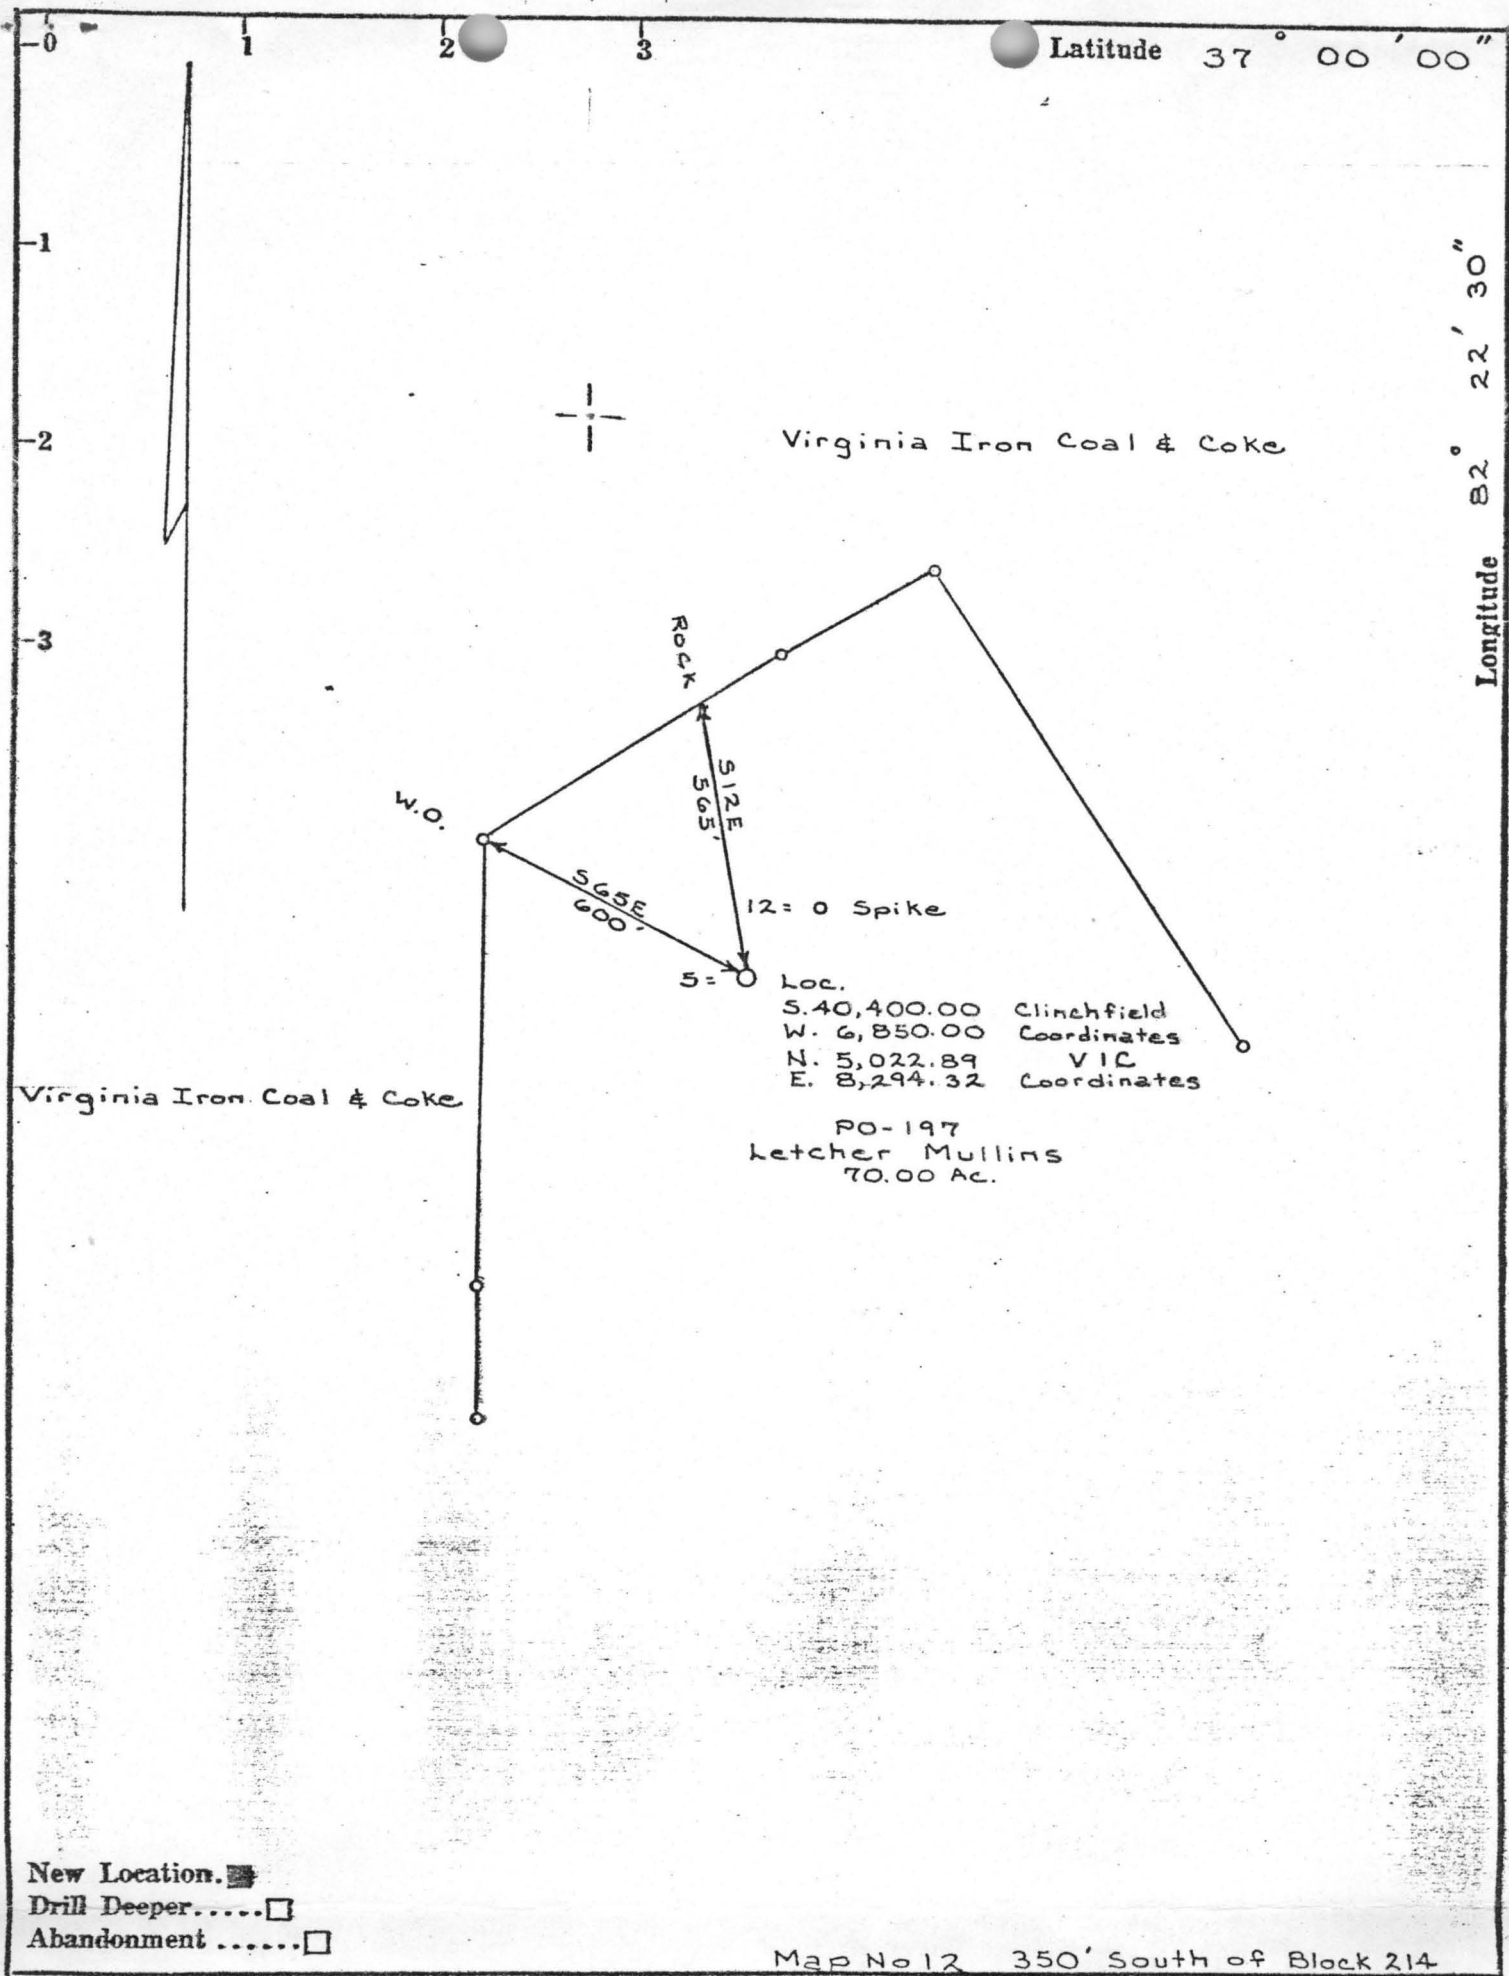 0 1 2 3
Latitude 37° 00' 00"
-1
-2
-3
Longitude 82° 22' 30"
Virginia Iron Coal & Coke
Rock
S12E
565'
W.O.
S65E
600'
12= o Spike
5= Loc.
S.40,400.00 Clinchfield
W. 6,850.00 Coordinates
N. 5,022.89 VIC
E. 8,294.32 Coordinates
Virginia Iron Coal & Coke
PO-197
Letcher Mullins
70.00 Ac.
New Location.
Drill Deeper.....
Abandonment ......
Map No 12 350' South of Block 214